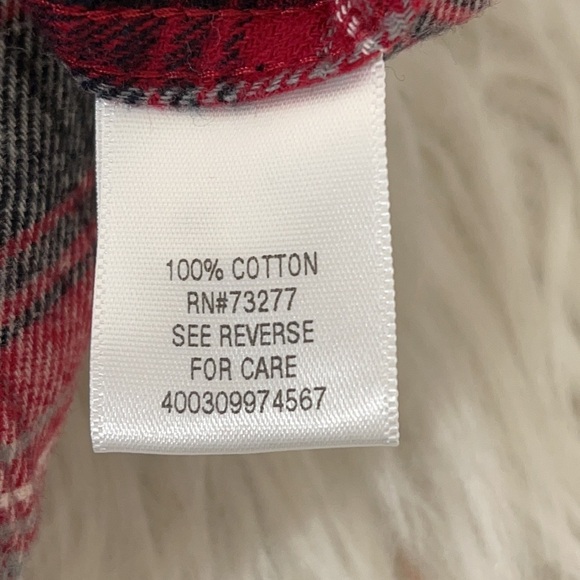 100% COTTON
RN#73277
SEE REVERSE
FOR CARE
400309974567